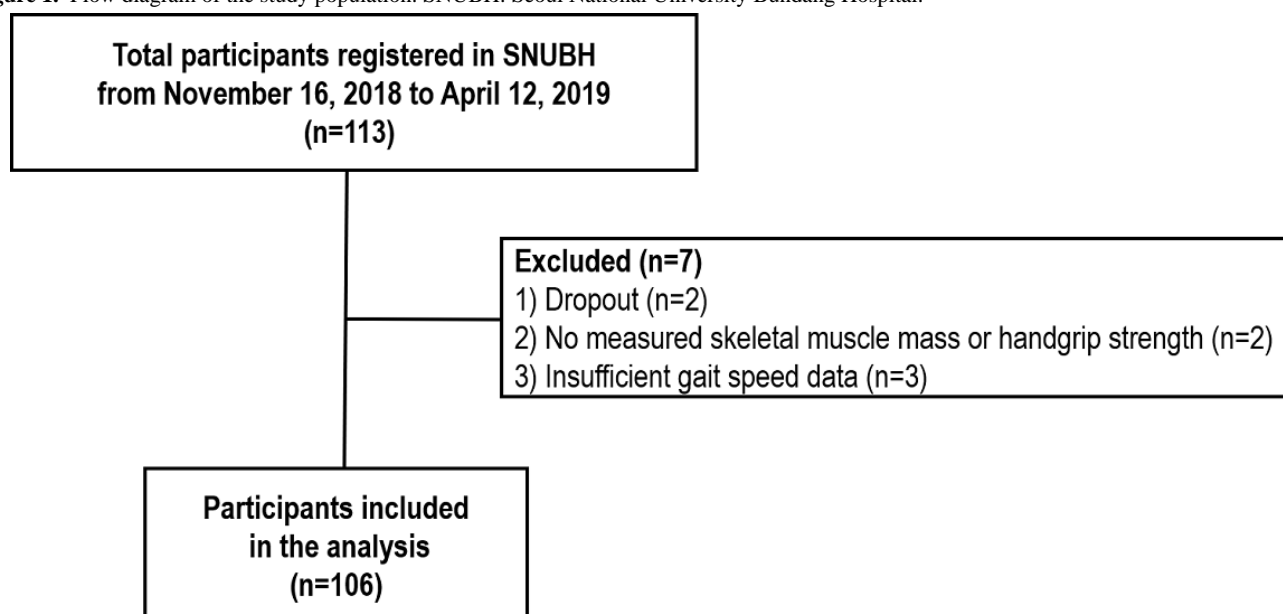 Figure 1. Flow diagram of the study population. SNUBH: Seoul National University Bundang Hospital.
Total participants registered in SNUBH
from November 16, 2018 to April 12, 2019
(n=113)
Excluded (n=7)
1) Dropout (n=2)
2) No measured skeletal muscle mass or handgrip strength (n=2)
3) Insufficient gait speed data (n=3)
Participants included
in the analysis
(n=106)